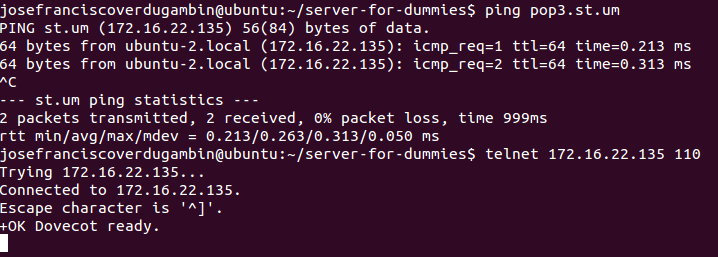 josefranciscoverdugambin@ubuntu:~/server-for-dummies$ ping pop3.st.um
PING st.um (172.16.22.135) 56(84) bytes of data.
64 bytes from ubuntu-2.local (172.16.22.135): icmp_req=1 ttl=64 time=0.213 ms
64 bytes from ubuntu-2.local (172.16.22.135): icmp_req=2 ttl=64 time=0.313 ms
^C
--- st.um ping statistics ---
2 packets transmitted, 2 received, 0% packet loss, time 999ms
rtt min/avg/max/mdev = 0.213/0.263/0.313/0.050 ms
josefranciscoverdugambin@ubuntu:~/server-for-dummies$ telnet 172.16.22.135 110
Trying 172.16.22.135...
Connected to 172.16.22.135.
Escape character is '^]'.
+OK Dovecot ready.